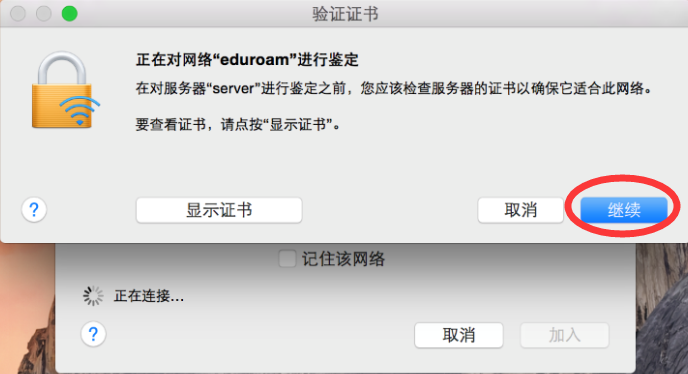 验证证书
正在对网络“eduroam”进行鉴定
在对服务器“server”进行鉴定之前，您应该检查服务器的证书以确保它适合此网络。
要查看证书，请点按“显示证书”。
?
显示证书
取消
继续
记住该网络
正在连接...
?
取消
加入